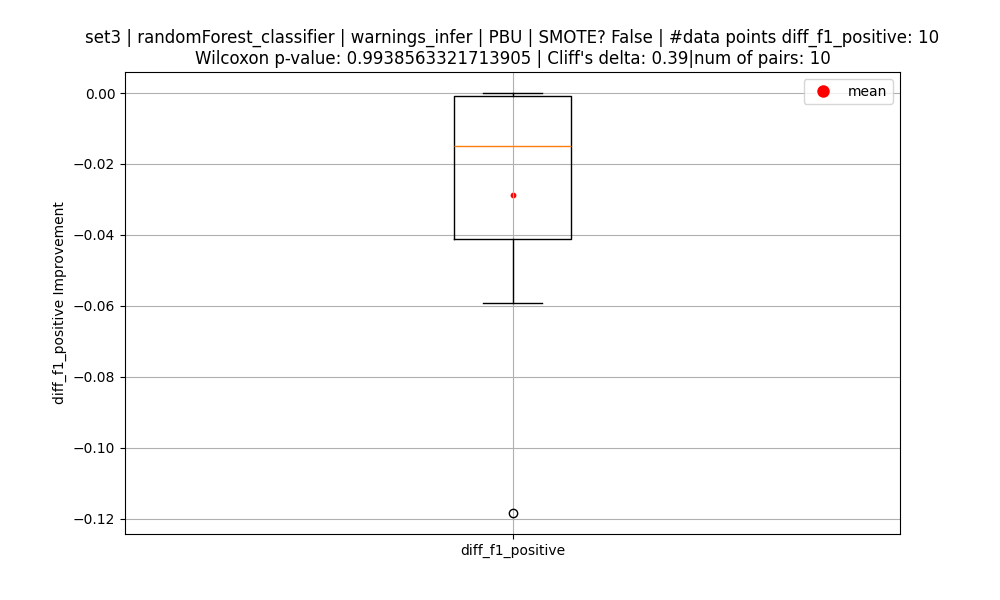 set3 | randomForest_classifier | warnings_infer | PBU | SMOTE? False | #data points diff_f1_positive: 10
Wilcoxon p-value: 0.9938563321713905 | Cliff's delta: 0.39|num of pairs: 10
mean
0.00
−0.02
−0.04
−0.06
−0.08
−0.10
−0.12
diff_f1_positive Improvement
diff_f1_positive